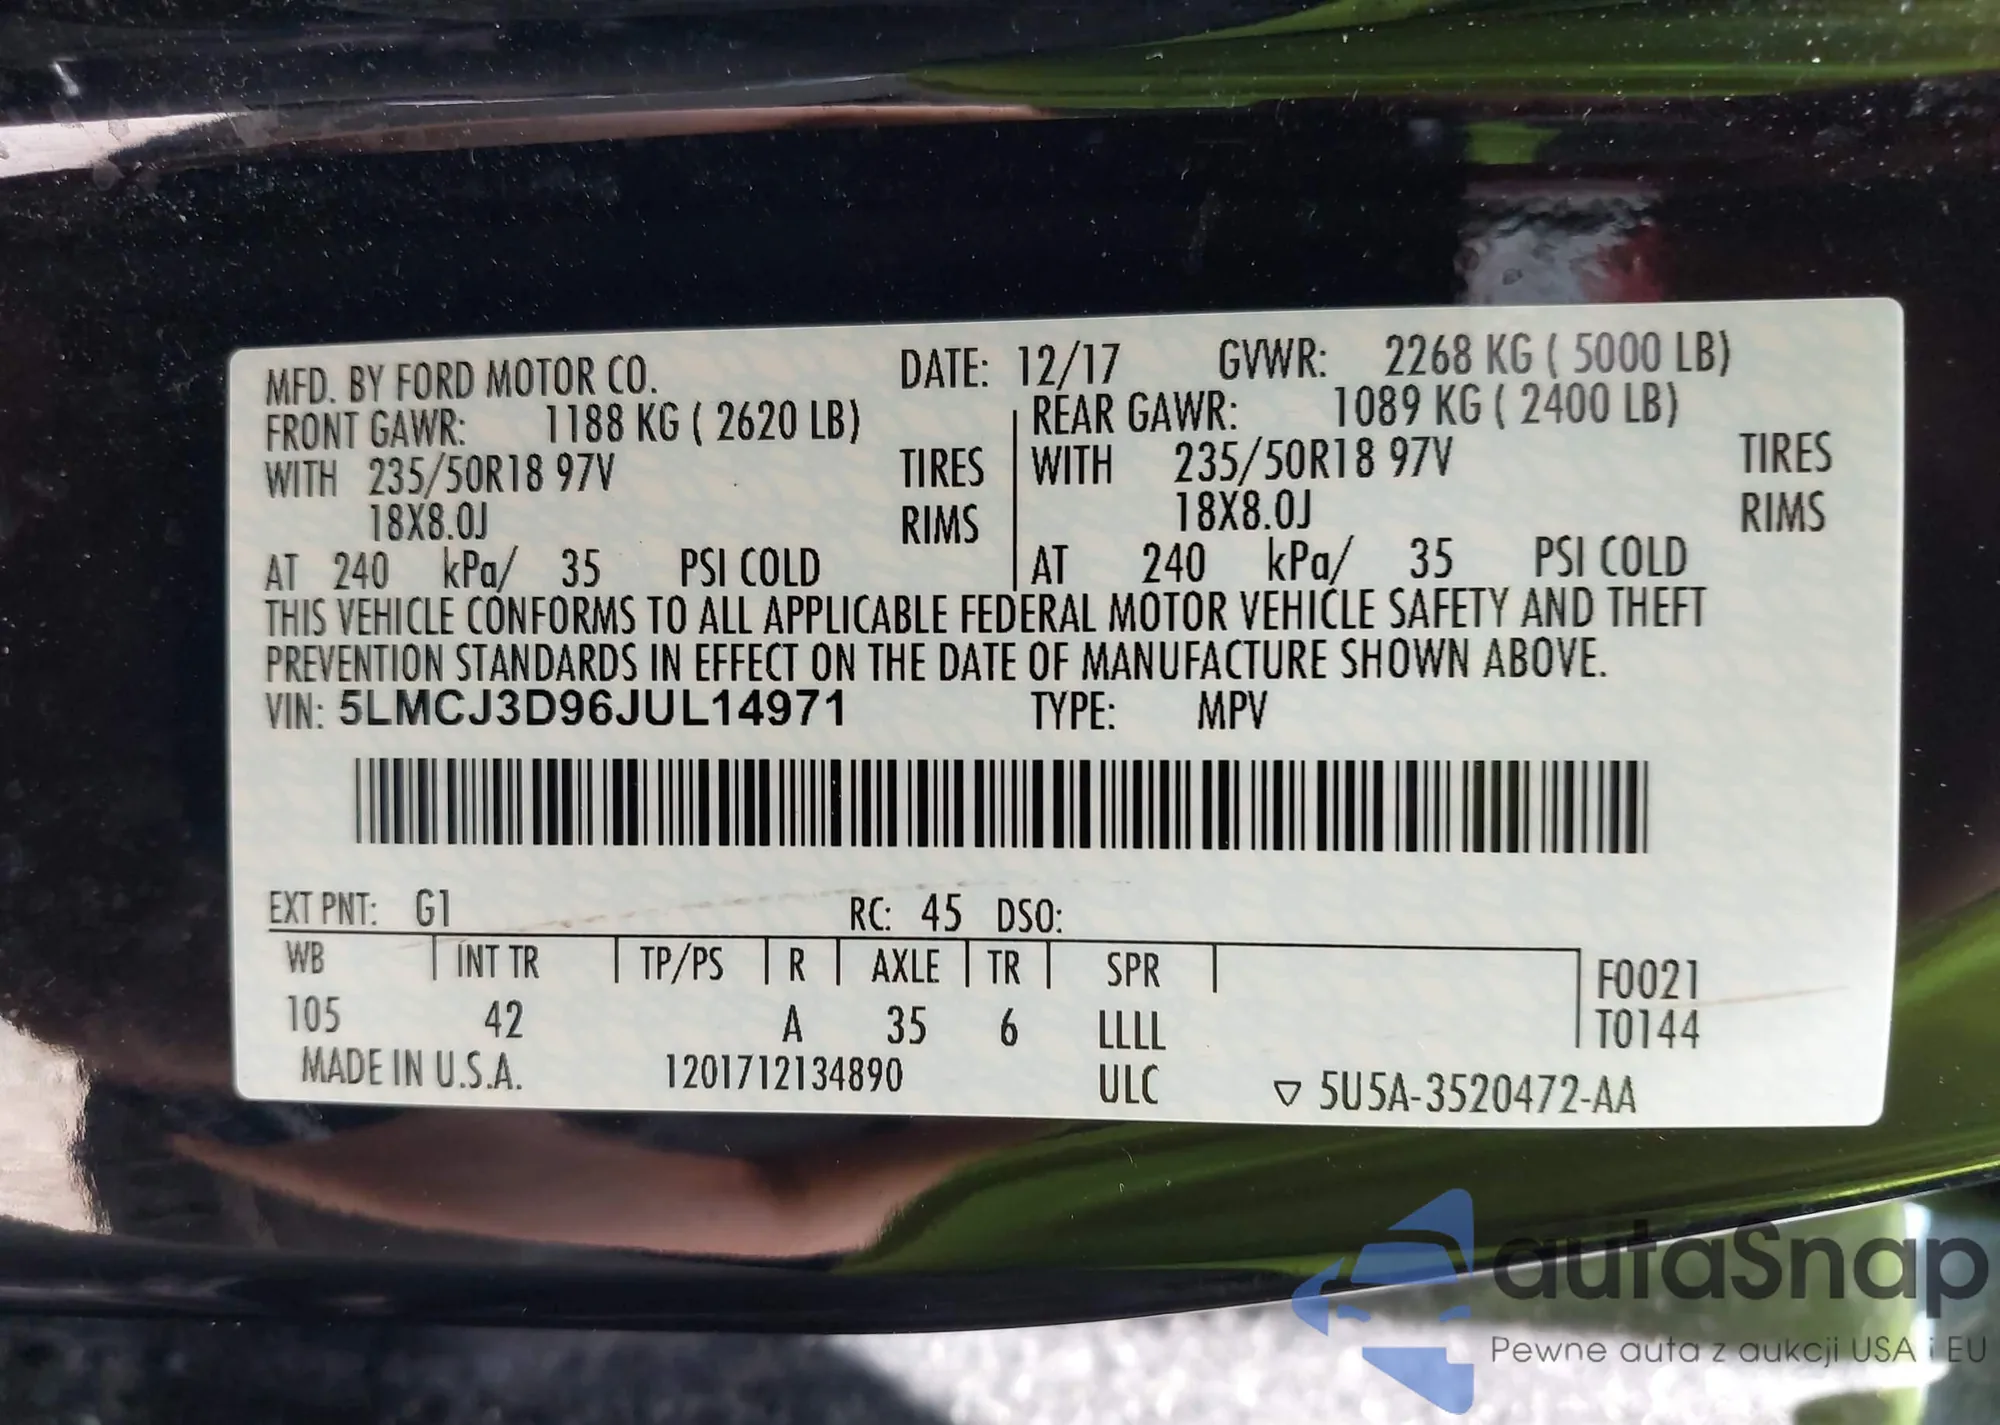 MFD. BY FORD MOTOR CO. DATE: 12/17 GVWR: 2268 KG ( 5000 LB)
FRONT GAWR: 1188 KG ( 2620 LB) REAR GAWR: 1089 KG ( 2400 LB)
WITH 235/50R18 97V TIRES WITH 235/50R18 97V TIRES
18X8.0J RIMS 18X8.0J RIMS
AT 240 kPa/ 35 PSI COLD AT 240 kPa/ 35 PSI COLD
THIS VEHICLE CONFORMS TO ALL APPLICABLE FEDERAL MOTOR VEHICLE SAFETY AND THEFT
PREVENTION STANDARDS IN EFFECT ON THE DATE OF MANUFACTURE SHOWN ABOVE.
VIN: 5LMCJ3D96JUL14971 TYPE: MPV
EXT PNT: G1 RC: 45 DSO:
WB INT TR TP/PS R AXLE TR SPR F0021
105 42 A 35 6 LLLL T0144
MADE IN U.S.A. 1201712134890 ULC ▽ 5U5A-3520472-AA
autaSnap
Pewne auta z aukcji USA i EU